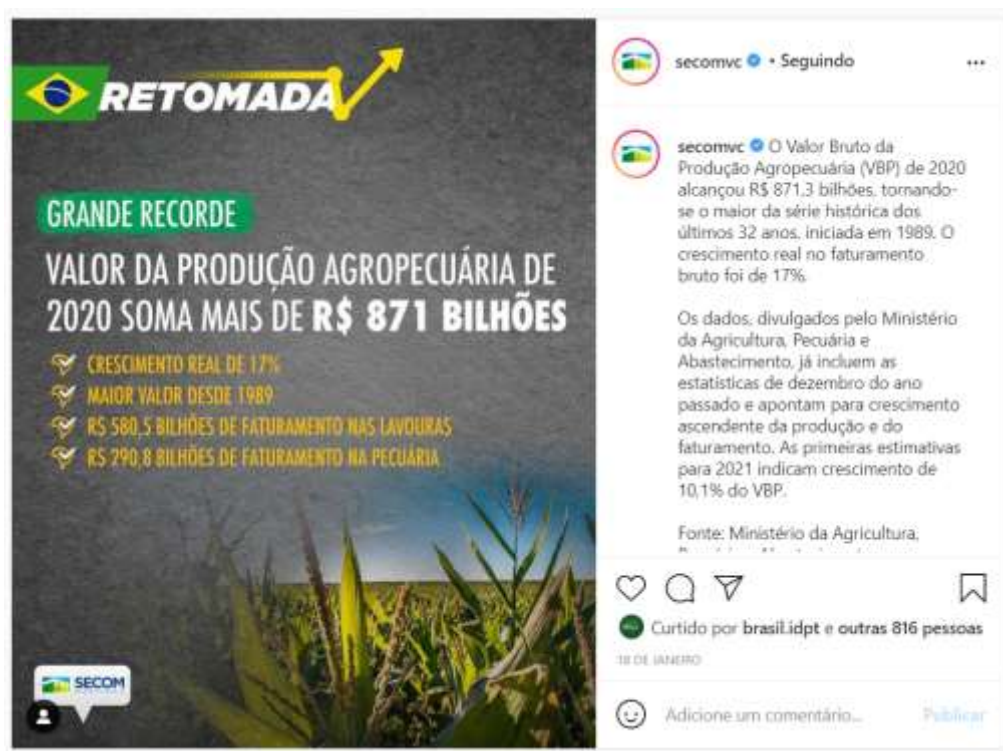 RETOMADA
GRANDE RECORDE
VALOR DA PRODUÇÃO AGROPECUÁRIA DE
2020 SOMA MAIS DE R$ 871 BILHÕES
CRESCIMENTO REAL DE 17%
MAIOR VALOR DESDE 1989
R$ 580,5 BILHÕES DE FATURAMENTO NAS LAVOURAS
R$ 290,8 BILHÕES DE FATURAMENTO NA PECUÁRIA
SECOM
secomvc • Seguindo
secomvc O Valor Bruto da
Produção Agropecuária (VBP) de 2020
alcançou R$ 871,3 bilhões, tornando-
se o maior da série histórica dos
últimos 32 anos, iniciada em 1989. O
crescimento real no faturamento
bruto foi de 17%.
Os dados, divulgados pelo Ministério
da Agricultura, Pecuária e
Abastecimento, já incluem as
estatísticas de dezembro do ano
passado e apontam para crescimento
ascendente da produção e do
faturamento. As primeiras estimativas
para 2021 indicam crescimento de
10,1% do VBP.
Fonte: Ministério da Agricultura,
Curtido por brasil.idpt e outras 816 pessoas
18 DE JANEIRO
Adicione um comentário...
Publicar